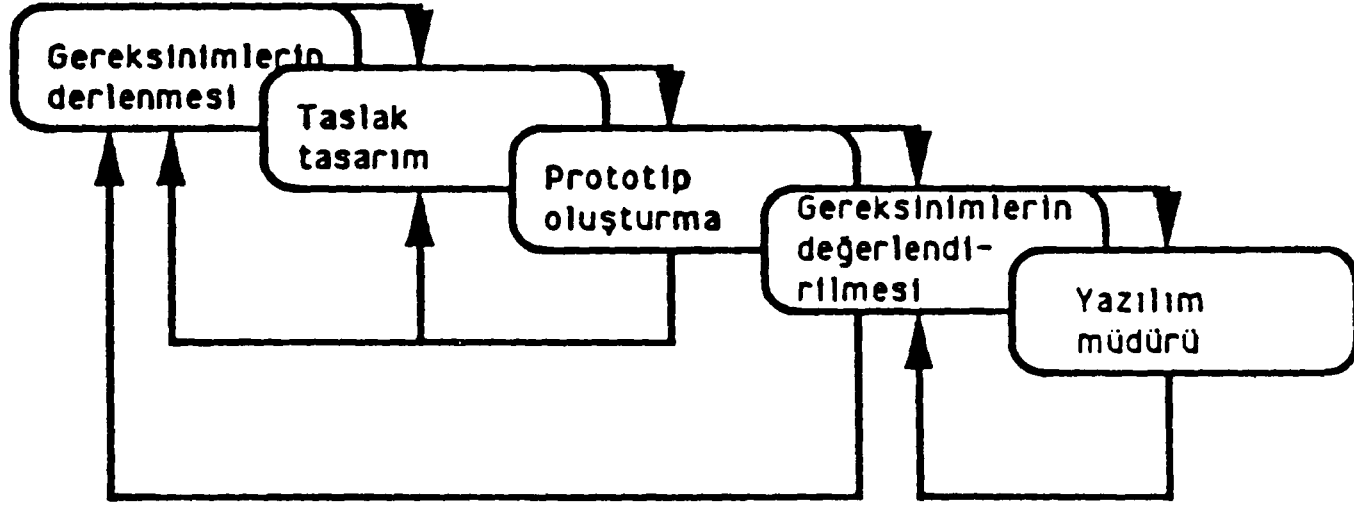 Gereksinimlerin
derlenmesi
Taslak
tasarım
Prototip
oluşturma
Gereksinimlerin
değerlendi-
rilmesi
Yazılım
müdürü